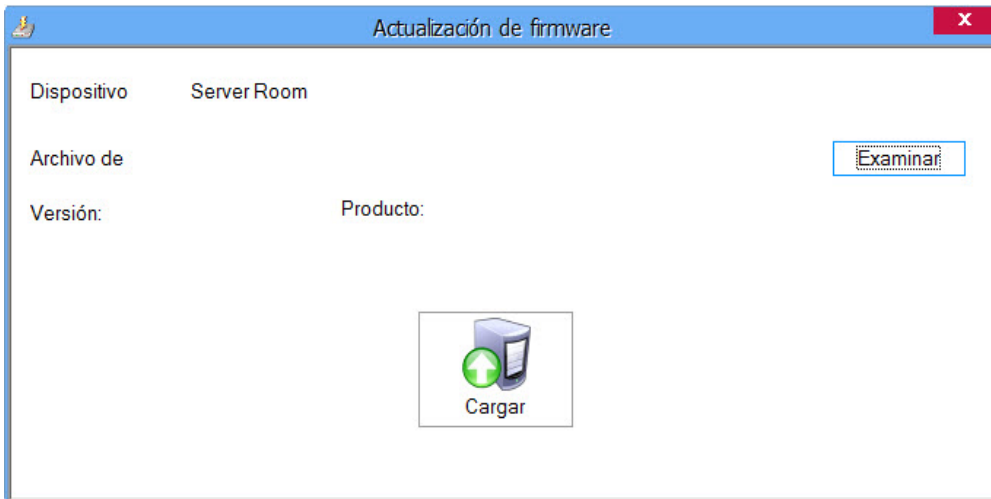 Actualización de firmware
x
Dispositivo Server Room
Archivo de Examinar
Versión: Producto:
Cargar